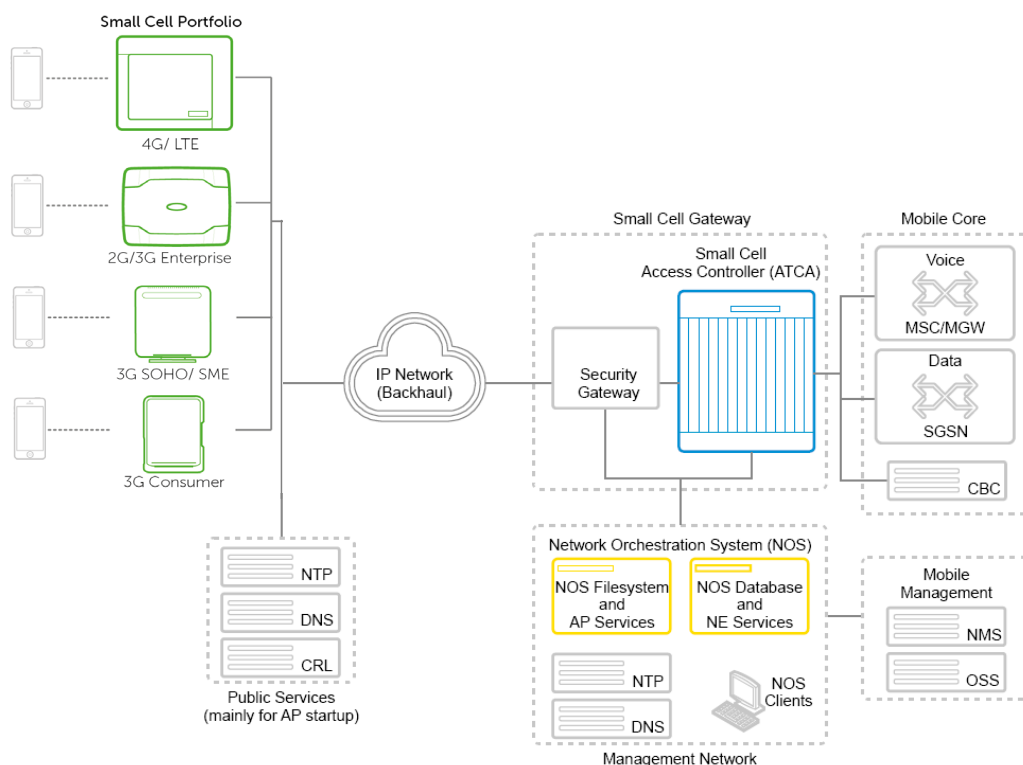 Small Cell Portfolio
4G/ LTE
2G/3G Enterprise
3G SOHO/ SME
3G Consumer
NTP
DNS
CRL
Public Services
(mainly for AP startup)
IP Network
(Backhaul)
Small Cell Gateway
Small Cell
Access Controller (ATCA)
Security
Gateway
Mobile Core
Voice
MSC/MGW
Data
SGSN
CBC
Network Orchestration System (NOS)
NOS Filesystem
and
AP Services
NOS Database
and
NE Services
NTP
DNS
NOS
Clients
Management Network
Mobile
Management
NMS
OSS